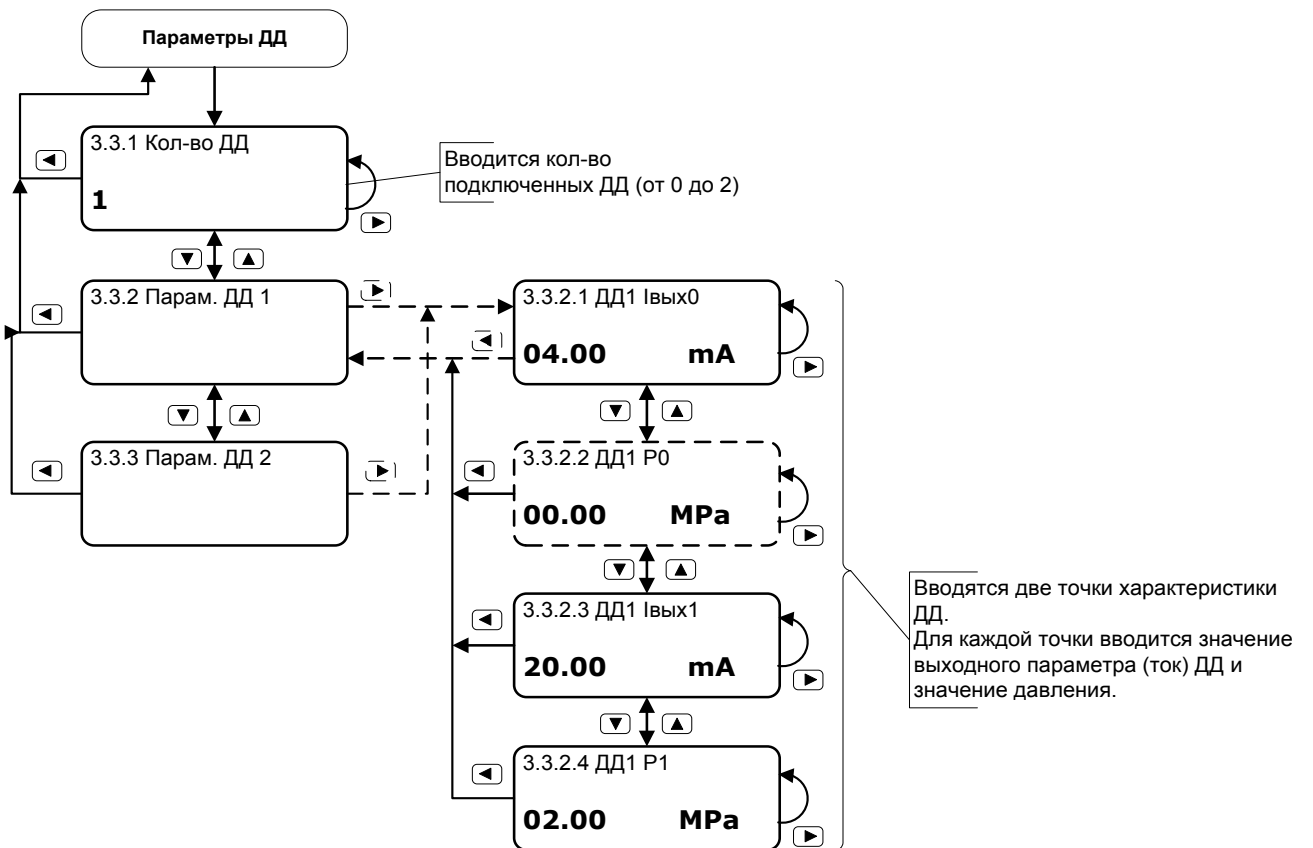 Параметры ДД
3.3.1 Кол-во ДД
1
Вводится кол-во
подключенных ДД (от 0 до 2)
3.3.2 Парам. ДД 1
3.3.3 Парам. ДД 2
3.3.2.1 ДД1 Iвых0
04.00 mA
3.3.2.2 ДД1 P0
00.00 MPa
3.3.2.3 ДД1 Iвых1
20.00 mA
3.3.2.4 ДД1 P1
02.00 MPa
Вводятся две точки характеристики
ДД.
Для каждой точки вводится значение
выходного параметра (ток) ДД и
значение давления.